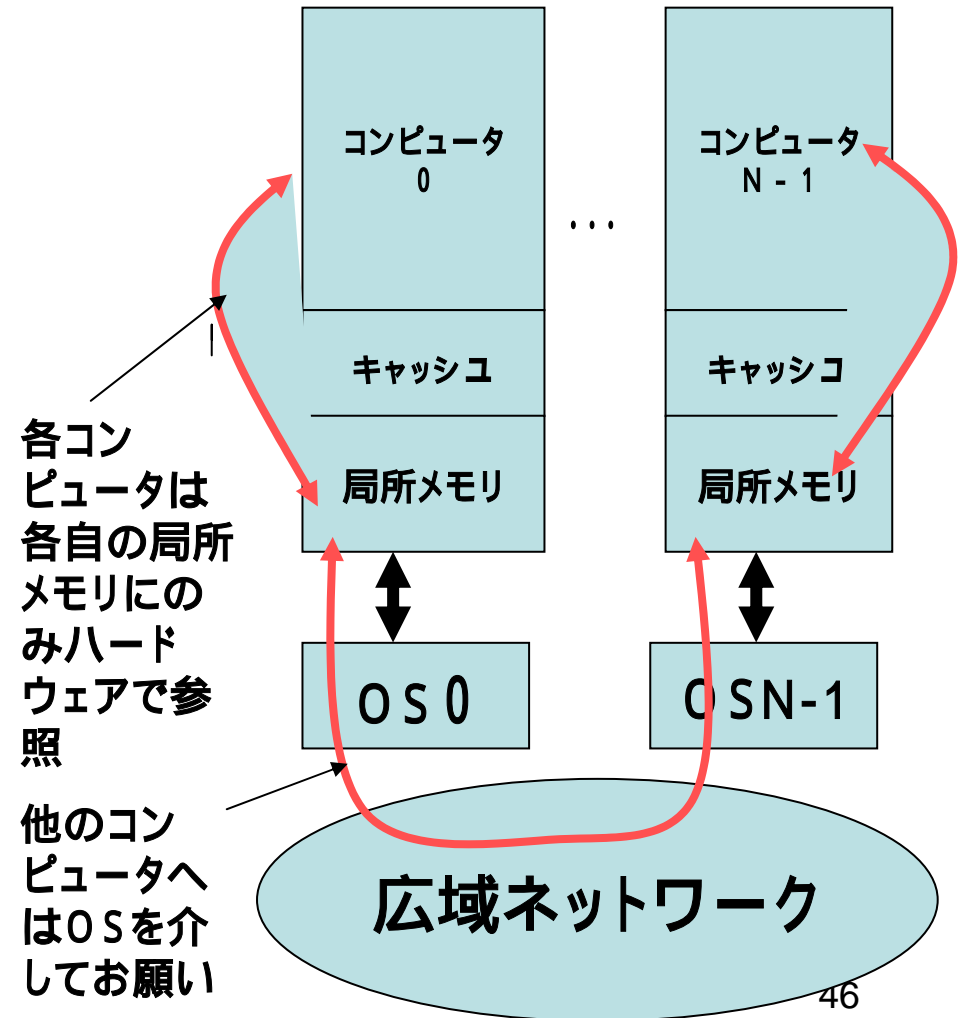 コンピュータ
0
コンピュータ
N - 1
...
キャッシュ
キャッシュ
局所メモリ
局所メモリ
各コン
ピュータは
各自の局所
メモリにの
みハード
ウェアで参
照
OS0
OSN-1
他のコン
ピュータへ
はOSを介
してお願い
広域ネットワーク
46